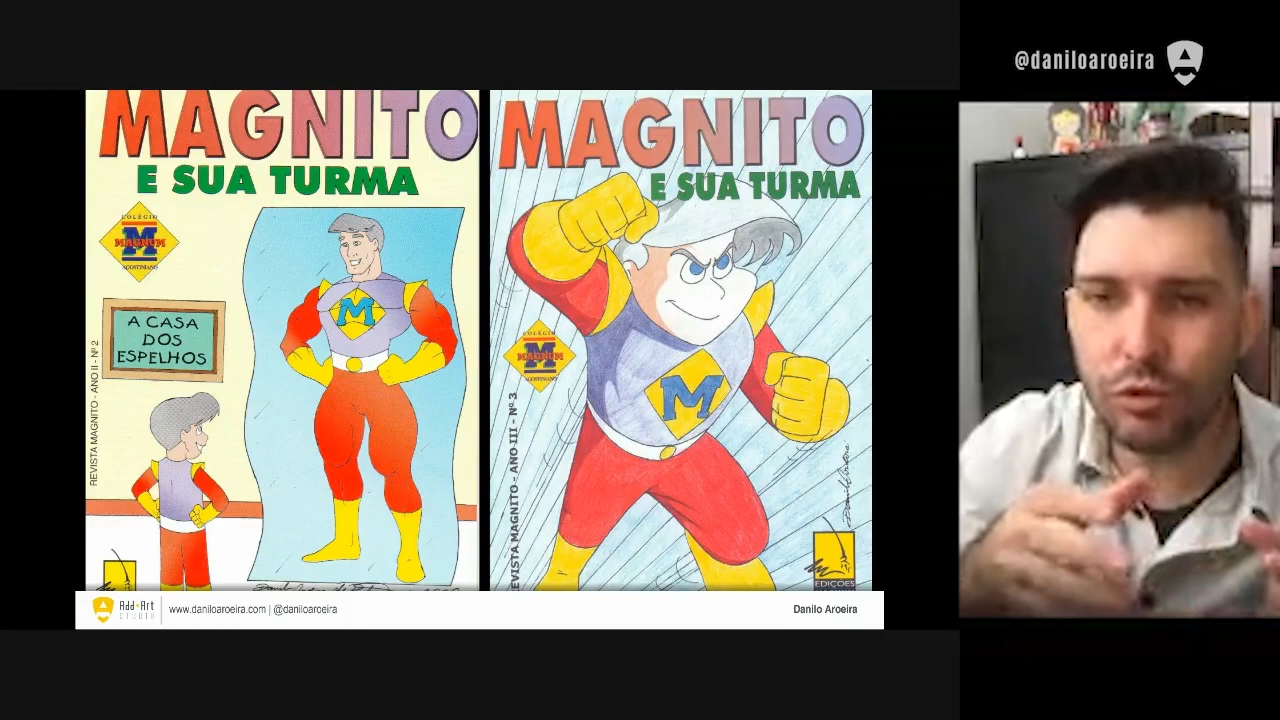 @daniloaroeira
MAGNITO
E SUA TURMA
COLÉGIO
MAGNUM
AGOSTINIANO
A CASA
DOS
ESPELHOS
REVISTA MAGNITO - ANO II - Nº 2
M
MAGNITO
E SUA TURMA
COLÉGIO
MAGNUM
AGOSTINIANO
M
REVISTA MAGNITO - ANO III - Nº 3
EDIÇÕES
Add+Art
STUDIO
www.daniloaroeira.com | @daniloaroeira
Danilo Aroeira